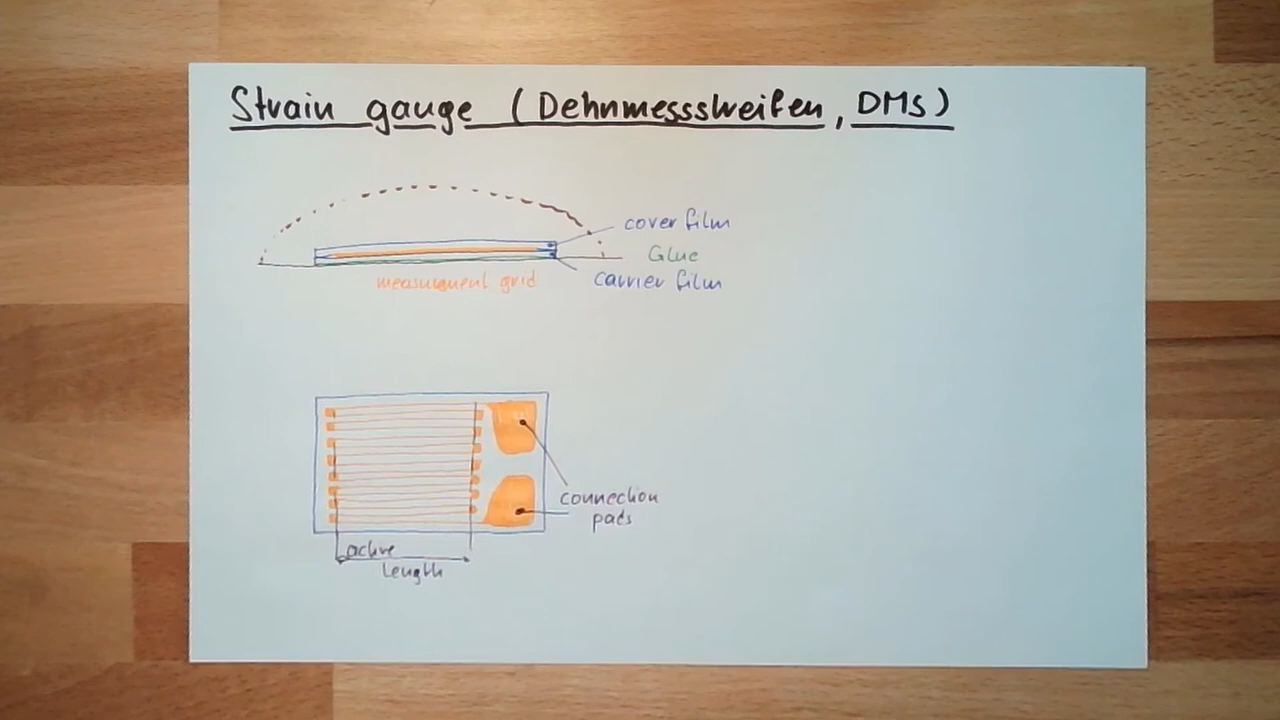 Strain gauge (Dehnmessstreifen, DMS)
cover film
Glue
measurement grid
carrier film
connection
pads
active
length